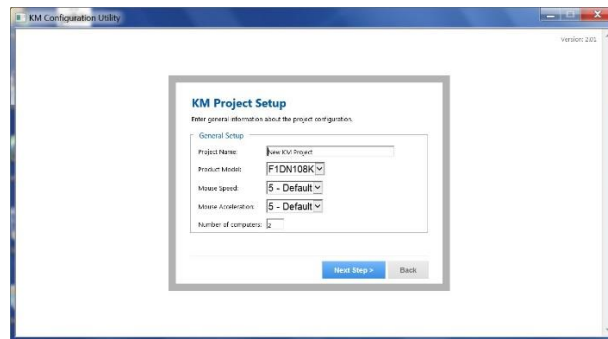 KM Configuration Utility
Version: 2.01
KM Project Setup
Enter general information about the project configuration.
General Setup
Project Name: New KM Project
Product Model: F1DN108K
Mouse Speed: 5 - Default
Mouse Acceleration: 5 - Default
Number of computers: 2
Next Step > Back